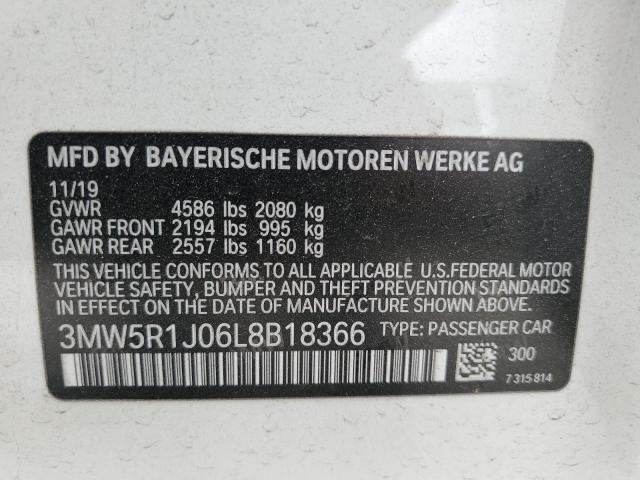 MFD BY BAYERISCHE MOTOREN WERKE AG
11/19
GVWR 4586 lbs 2080 kg
GAWR FRONT 2194 lbs 995 kg
GAWR REAR 2557 lbs 1160 kg
THIS VEHICLE CONFORMS TO ALL APPLICABLE U.S.FEDERAL MOTOR
VEHICLE SAFETY, BUMPER AND THEFT PREVENTION STANDARDS
IN EFFECT ON THE DATE OF MANUFACTURE SHOWN ABOVE.
3MW5R1J06L8B18366 TYPE: PASSENGER CAR
300
7 315 814